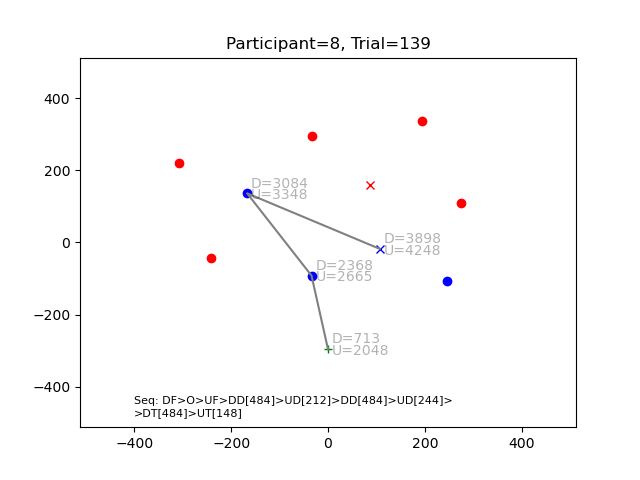 Participant=8, Trial=139
400
200
0
−200
−400
D=3084
U=3348
D=3898
U=4248
D=2368
U=2665
D=713
U=2048
Seq: DF>O>UF>DD[484]>UD[212]>DD[484]>UD[244]>
>DT[484]>UT[148]
−400 −200 0 200 400